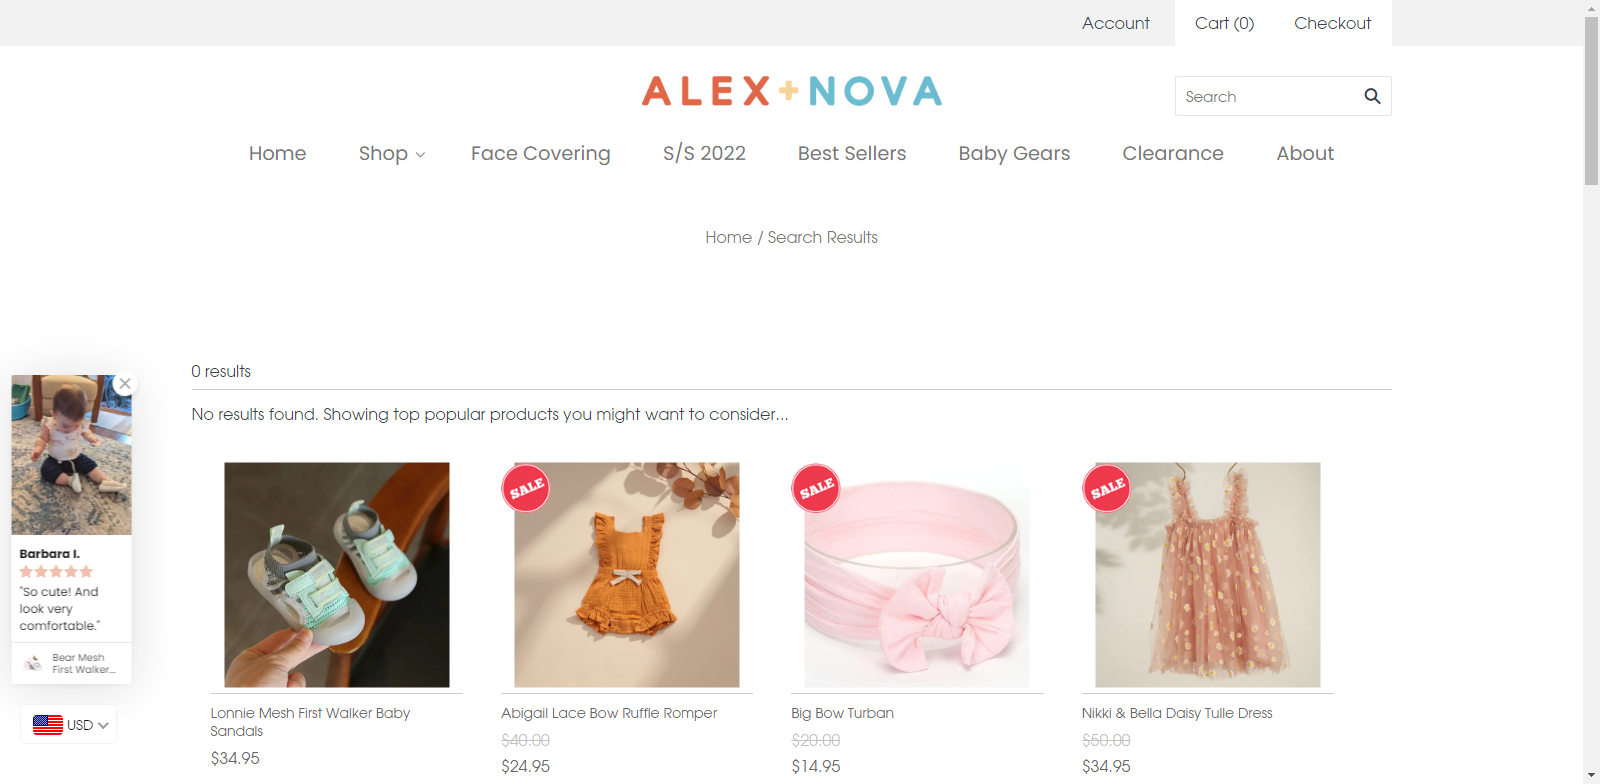 Account
Cart (0)
Checkout
ALEX+NOVA
Search
Home
Shop
Face Covering
S/S 2022
Best Sellers
Baby Gears
Clearance
About
Home / Search Results
0 results
No results found. Showing top popular products you might want to consider...
SALE
SALE
SALE
Lonnie Mesh First Walker Baby
Sandals
$34.95
Abigail Lace Bow Ruffle Romper
$40.00
$24.95
Big Bow Turban
$20.00
$14.95
Nikki & Bella Daisy Tulle Dress
$50.00
$34.95
Barbara I.
"So cute! And
look very
comfortable."
Bear Mesh
First Walker...
USD